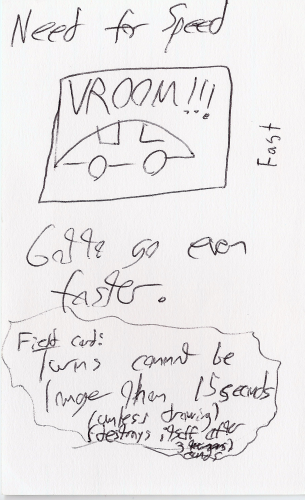 Need for Speed
VROOM!!!
Fast
Gotta go even
faster.
Field card:
Turns cannot be
longer than 15 seconds
(unless drawing)
(destroys itself after
3